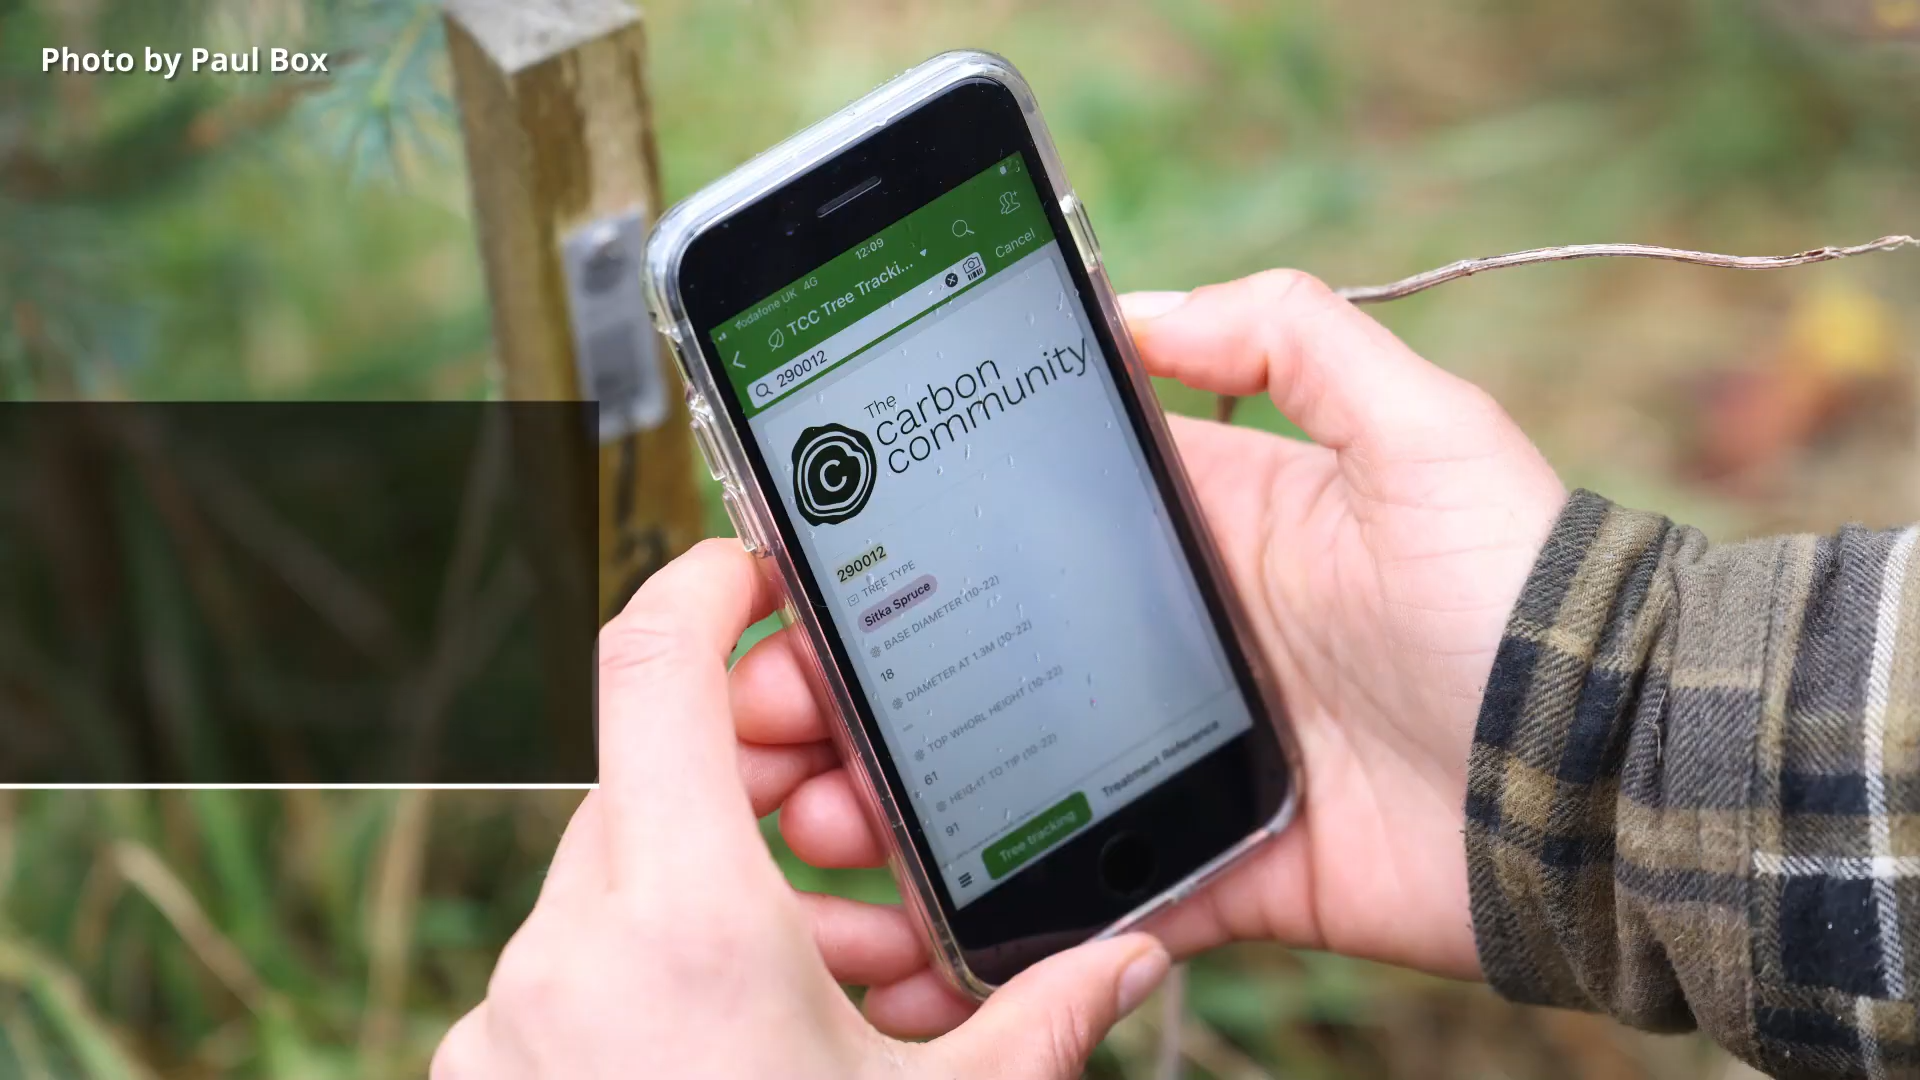 Photo by Paul Box
Vodafone UK 4G 12:09
TCC Tree Tracki...
290012
Cancel
The
carbon
community
C
290012
TREE TYPE
Sitka Spruce
BASE DIAMETER (10-22)
18
DIAMETER AT 1.3M (10-22)
—
TOP WHORL HEIGHT (10-22)
61
HEIGHT TO TIP (10-22)
91
Tree tracking
Treatment Reference